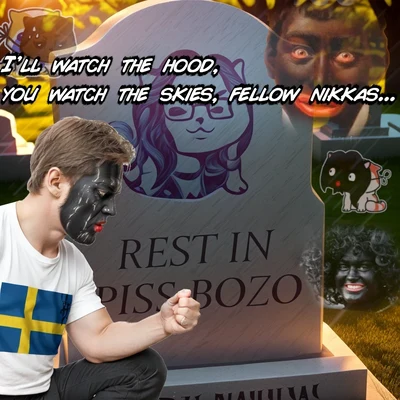 I'LL WATCH THE HOOD,
YOU WATCH THE SKIES, FELLOW NIKKAS...
REST IN
PISS BOZO